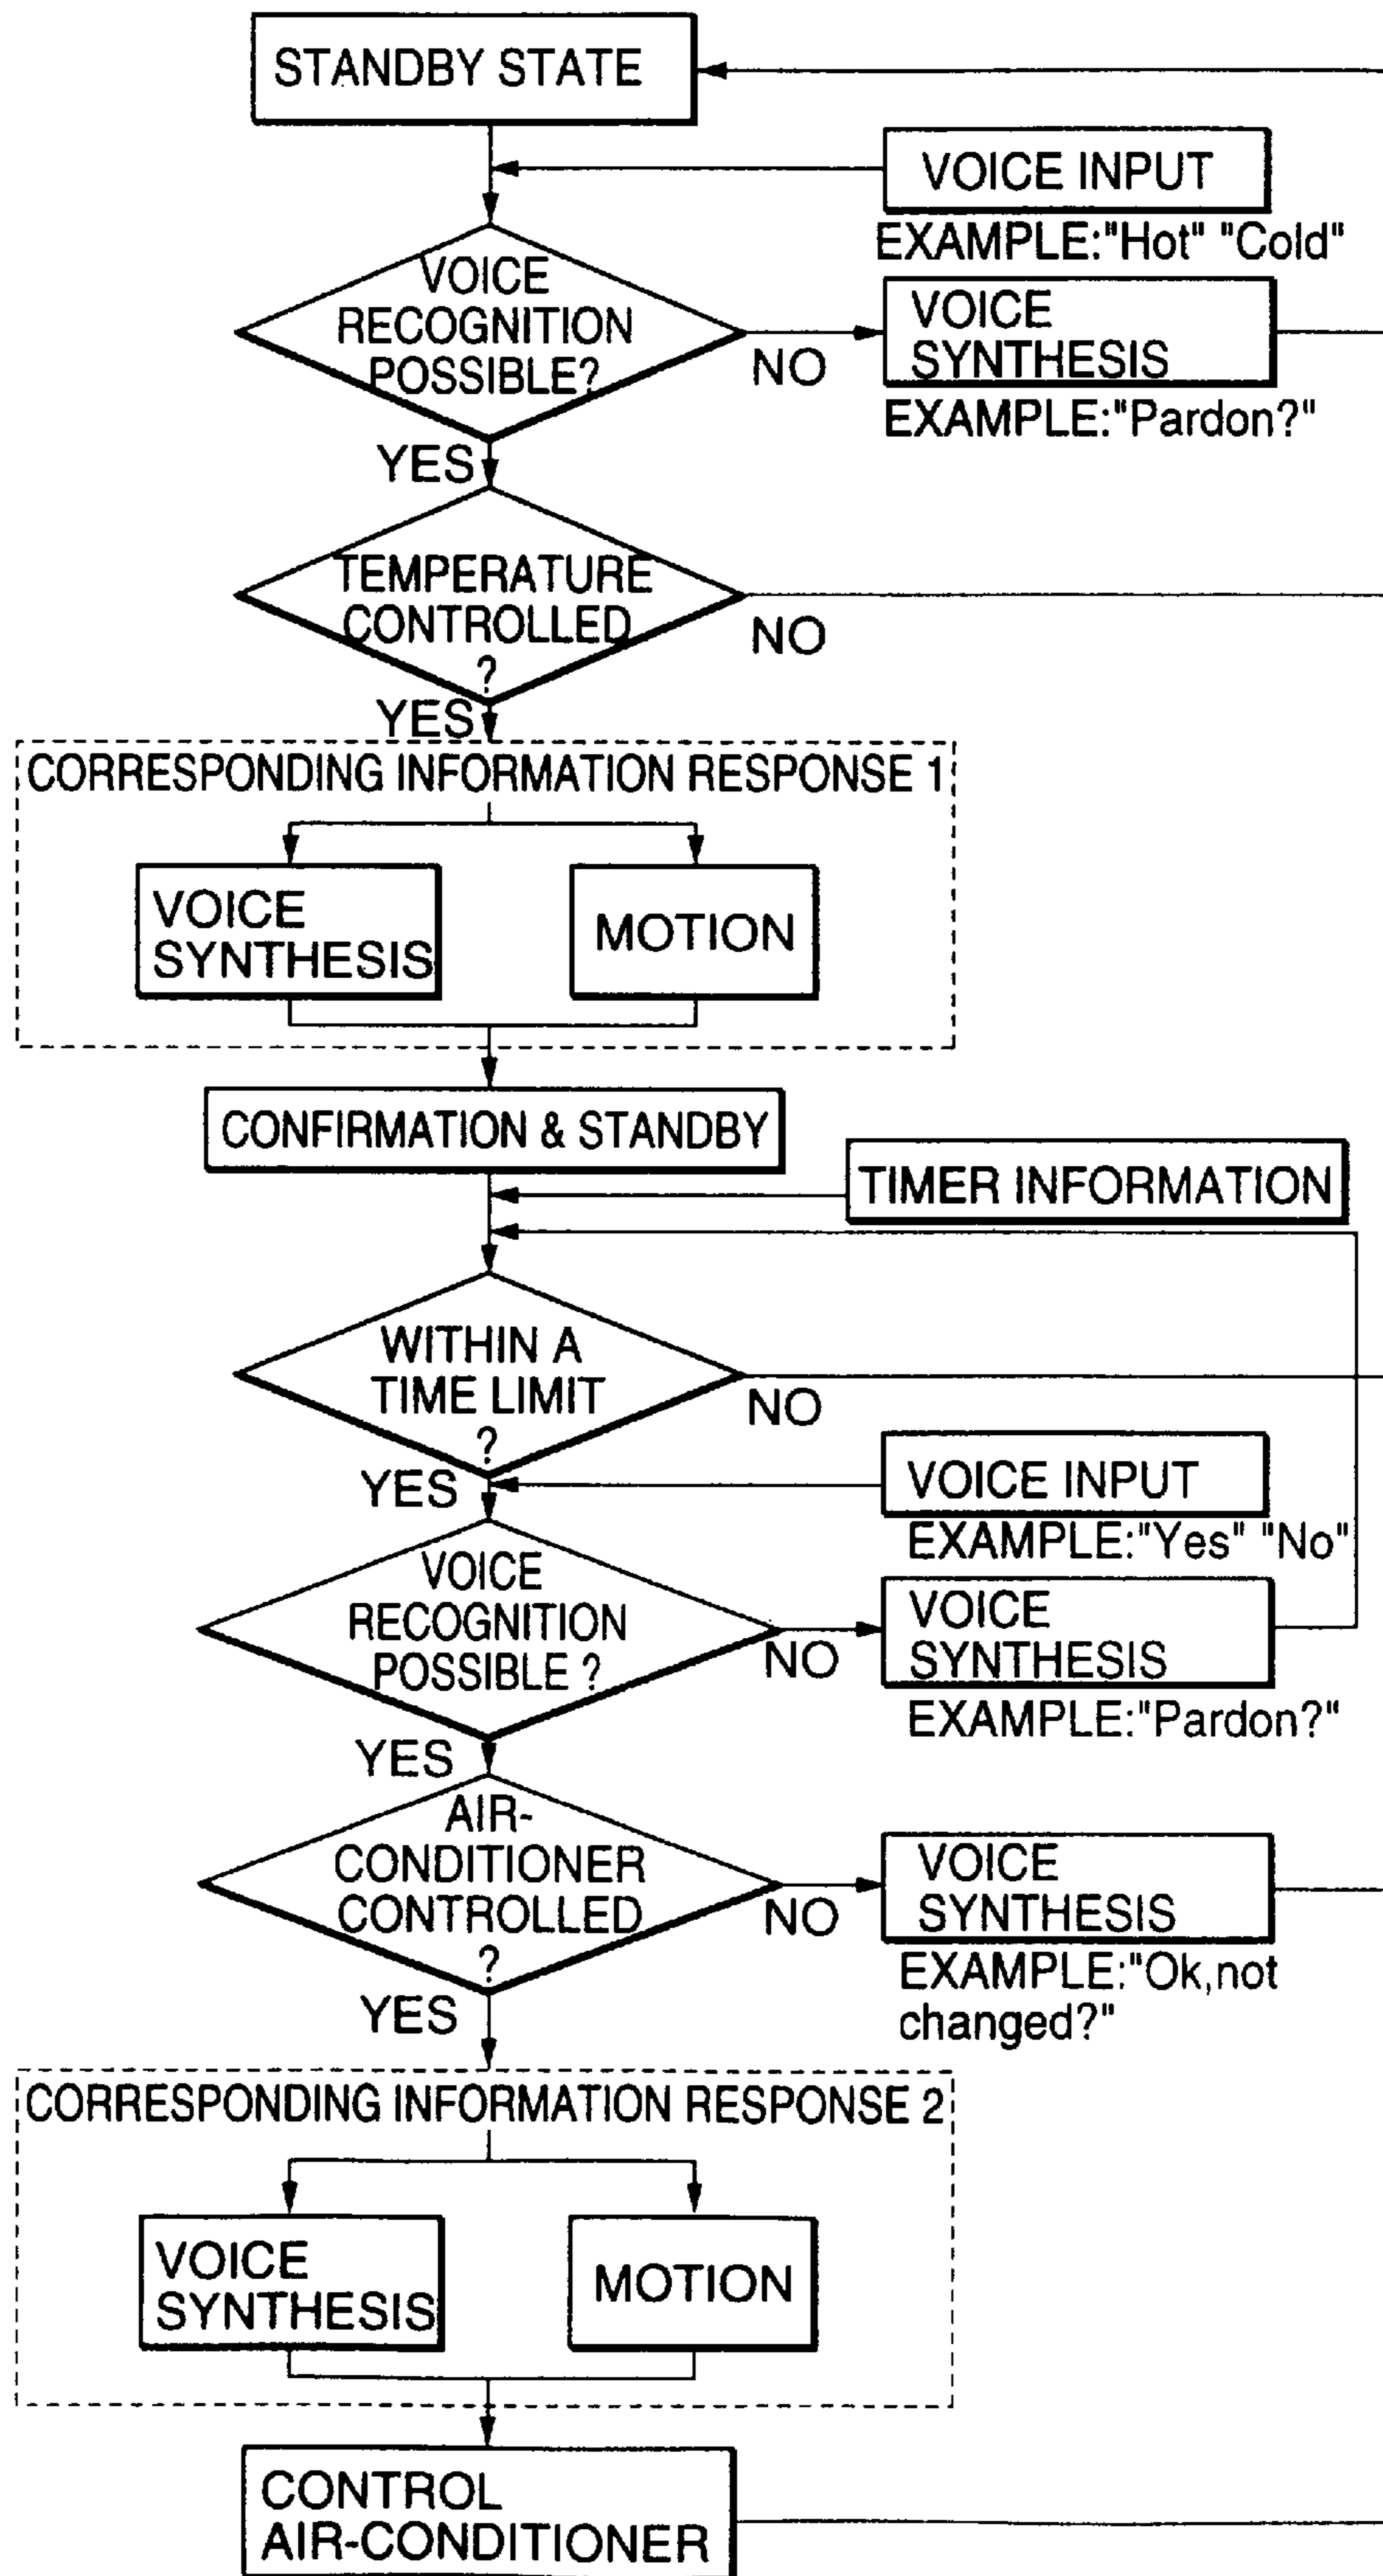 STANDBY STATE
VOICE INPUT
EXAMPLE:"Hot" "Cold"
VOICE
RECOGNITION
POSSIBLE?
NO
VOICE
SYNTHESIS
EXAMPLE:"Pardon?"
YES
TEMPERATURE
CONTROLLED
?
NO
YES
CORRESPONDING INFORMATION RESPONSE 1
VOICE
SYNTHESIS
MOTION
CONFIRMATION & STANDBY
TIMER INFORMATION
WITHIN A
TIME LIMIT
?
NO
YES
VOICE INPUT
EXAMPLE:"Yes" "No"
VOICE
RECOGNITION
POSSIBLE ?
NO
VOICE
SYNTHESIS
EXAMPLE:"Pardon?"
YES
AIR-
CONDITIONER
CONTROLLED
?
NO
VOICE
SYNTHESIS
EXAMPLE:"Ok,not
changed?"
YES
CORRESPONDING INFORMATION RESPONSE 2
VOICE
SYNTHESIS
MOTION
CONTROL
AIR-CONDITIONER